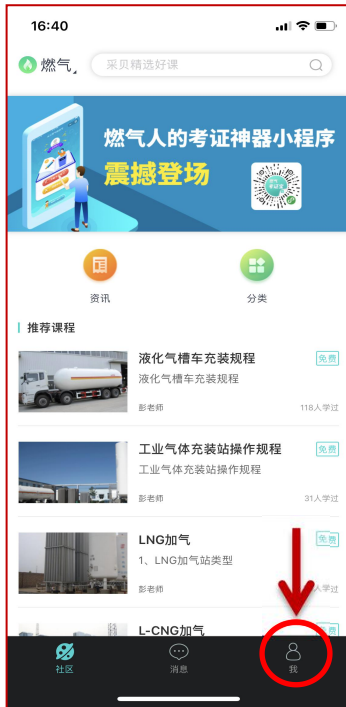 16:40
燃气
采贝精选好课
燃气人的考证神器小程序
震撼登场
资讯
分类
推荐课程
液化气槽车充装规程
免费
液化气槽车充装规程
彭老师
118人学过
工业气体充装站操作规程
免费
工业气体充装站操作规程
彭老师
31人学过
LNG加气
免费
1、LNG加气站类型
彭老师
人学过
L-CNG加气
费
社区
消息
我